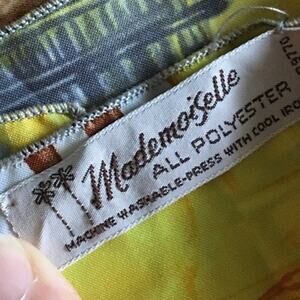 Mademoiselle
ALL POLYESTER
MACHINE WASHABLE-PRESS WITH COOL IRON